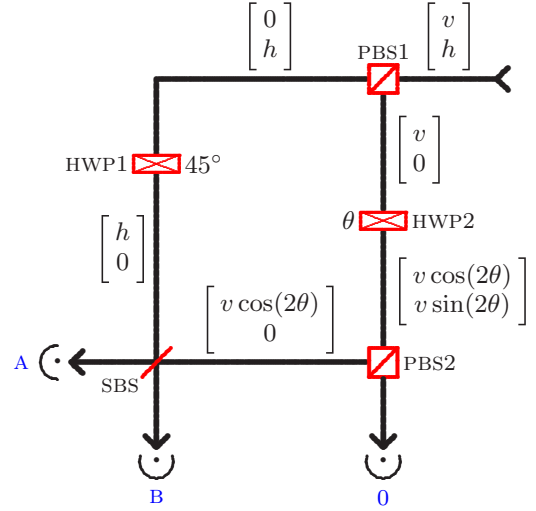 [0 h]
[v h]
PBS1
[v 0]
HWP1
45°
θ
HWP2
[h 0]
[v cos(2θ) 0]
[v cos(2θ) v sin(2θ)]
A
SBS
PBS2
B
0